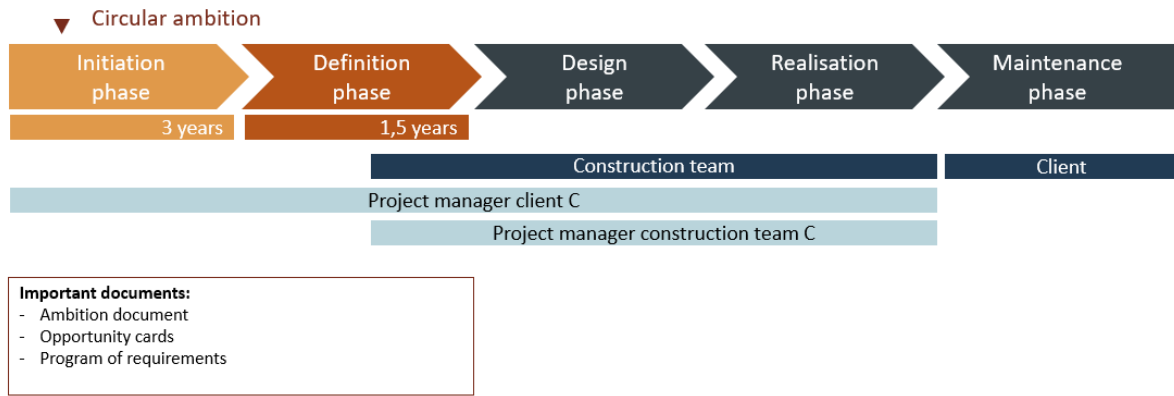 Circular ambition
Initiation
phase
Definition
phase
Design
phase
Realisation
phase
Maintenance
phase
3 years
1,5 years
Construction team
Client
Project manager client C
Project manager construction team C
Important documents:
- Ambition document
- Opportunity cards
- Program of requirements